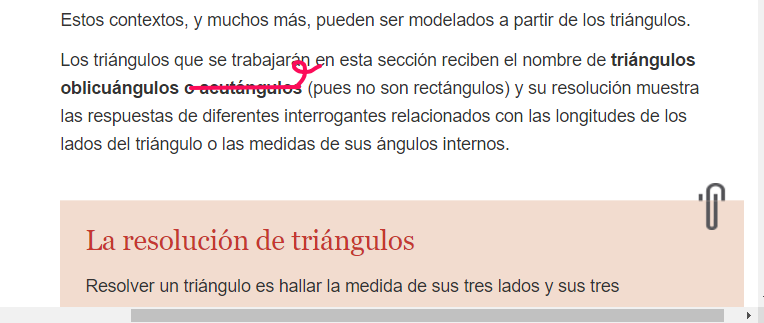 Estos contextos, y muchos más, pueden ser modelados a partir de los triángulos.
Los triángulos que se trabajarán en esta sección reciben el nombre de triángulos
oblicuángulos o acutángulos (pues no son rectángulos) y su resolución muestra
las respuestas de diferentes interrogantes relacionados con las longitudes de los
lados del triángulo o las medidas de sus ángulos internos.
La resolución de triángulos
Resolver un triángulo es hallar la medida de sus tres lados y sus tres